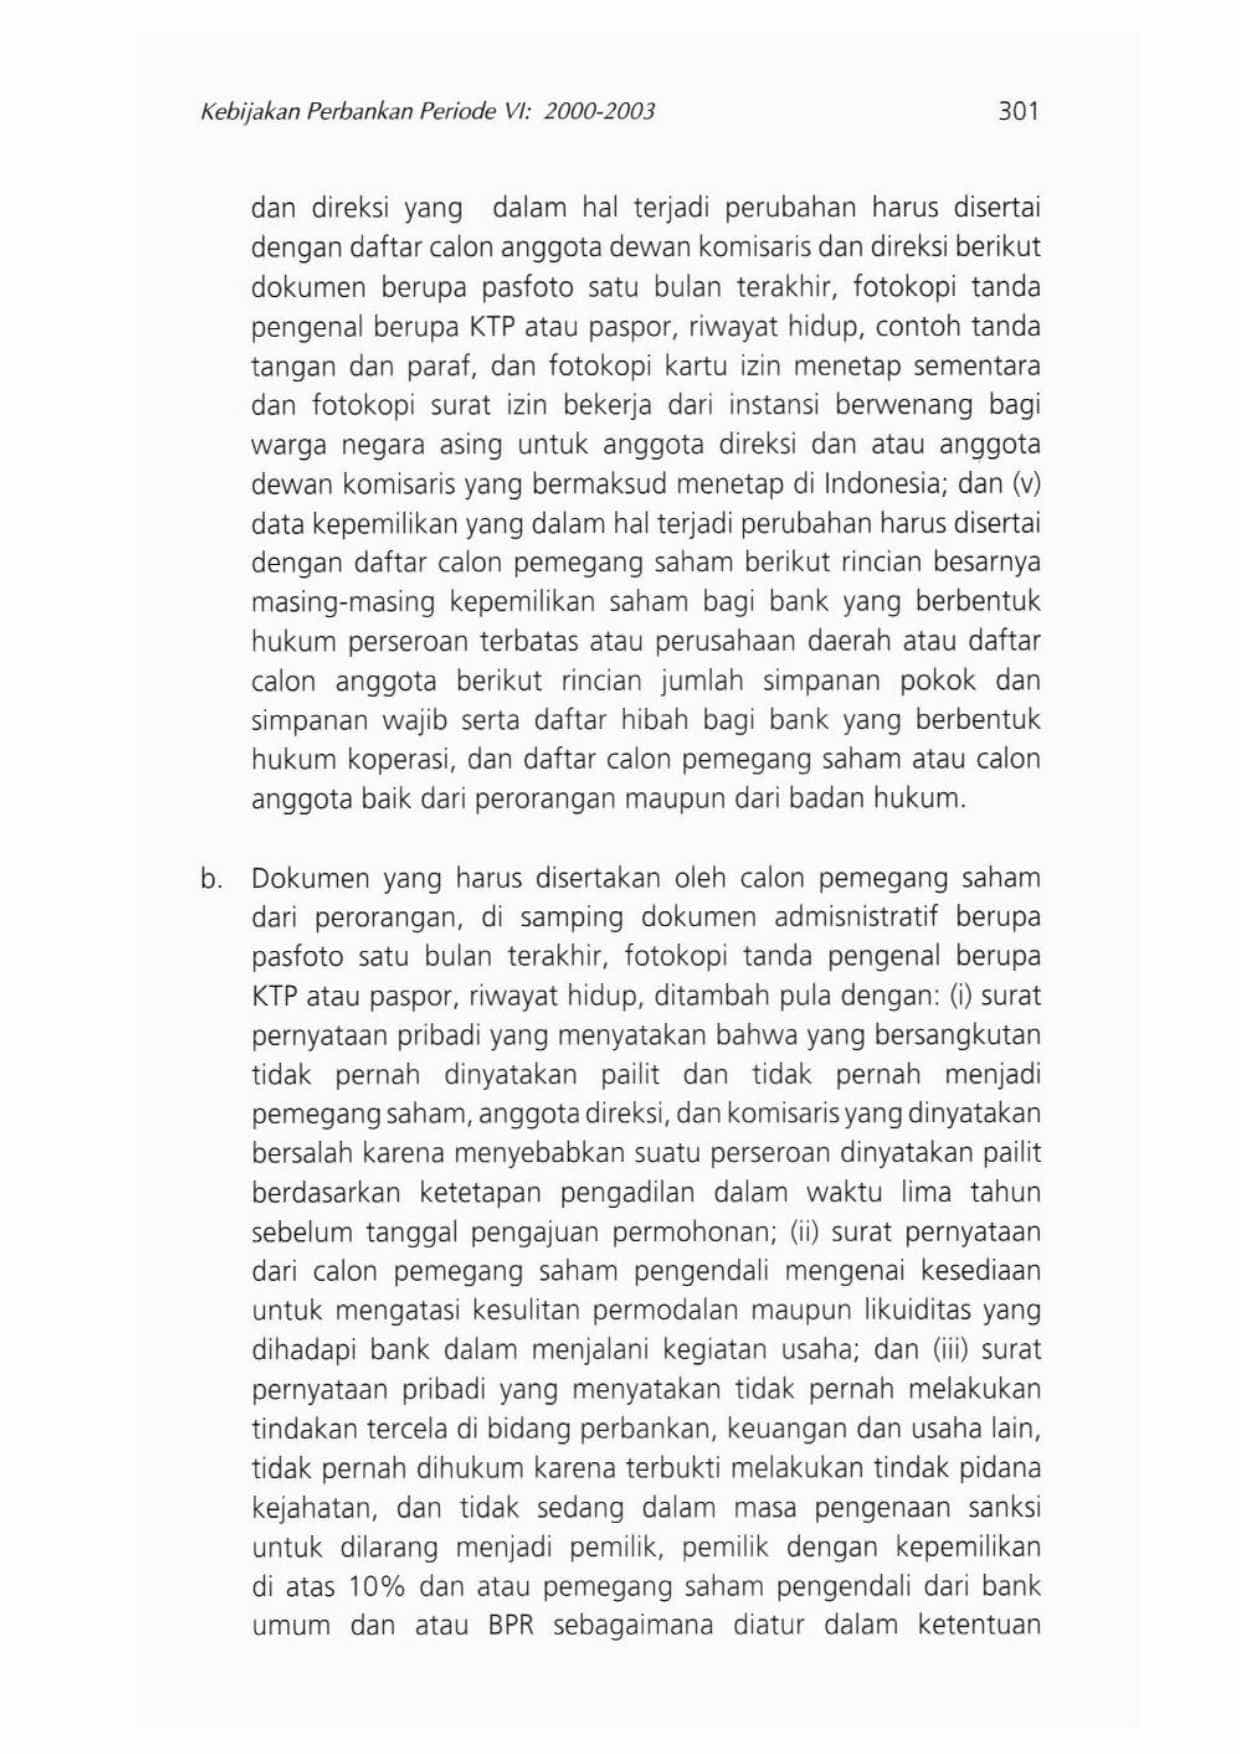 Kebijakan Perbankan Periode VI: 2000-2003 301
dan direksi yang dalam hal terjadi perubahan harus disertai
dengan daftar calon anggota dewan komisaris dan direksi berikut
dokumen berupa pasfoto satu bulan terakhir, fotokopi tanda
pengenal berupa KTP atau paspor, riwayat hidup, contoh tanda
tangan dan paraf, dan fotokopi kartu izin menetap sementara
dan fotokopi surat izin bekerja dari instansi berwenang bagi
warga negara asing untuk anggota direksi dan atau anggota
dewan komisaris yang bermaksud menetap di Indonesia; dan (v)
data kepemilikan yang dalam hal terjadi perubahan harus disertai
dengan daftar calon pemegang saham berikut rincian besarnya
masing-masing kepemilikan saham bagi bank yang berbentuk
hukum perseroan terbatas atau perusahaan daerah atau daftar
calon anggota berikut rincian jumlah simpanan pokok dan
simpanan wajib serta daftar hibah bagi bank yang berbentuk
hukum koperasi, dan daftar calon pemegang saham atau calon
anggota baik dari perorangan maupun dari badan hukum.
b. Dokumen yang harus disertakan oleh calon pemegang saham
dari perorangan, di samping dokumen admisnistratif berupa
pasfoto satu bulan terakhir, fotokopi tanda pengenal berupa
KTP atau paspor, riwayat hidup, ditambah pula dengan: (i) surat
pernyataan pribadi yang menyatakan bahwa yang bersangkutan
tidak pernah dinyatakan pailit dan tidak pernah menjadi
pemegang saham, anggota direksi, dan komisaris yang dinyatakan
bersalah karena menyebabkan suatu perseroan dinyatakan pailit
berdasarkan ketetapan pengadilan dalam waktu lima tahun
sebelum tanggal pengajuan permohonan; (ii) surat pernyataan
dari calon pemegang saham pengendali mengenai kesediaan
untuk mengatasi kesulitan permodalan maupun likuiditas yang
dihadapi bank dalam menjalani kegiatan usaha; dan (iii) surat
pernyataan pribadi yang menyatakan tidak pernah melakukan
tindakan tercela di bidang perbankan, keuangan dan usaha lain,
tidak pernah dihukum karena terbukti melakukan tindak pidana
kejahatan, dan tidak sedang dalam masa pengenaan sanksi
untuk dilarang menjadi pemilik, pemilik dengan kepemilikan
di atas 10% dan atau pemegang saham pengendali dari bank
umum dan atau BPR sebagaimana diatur dalam ketentuan